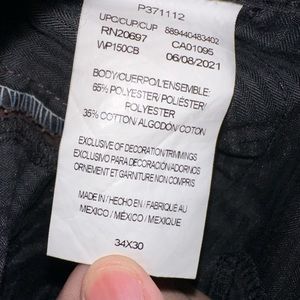 P371112
UPC/CUP/CUP 889440483402
RN20697 CA01095
WP150CB 06/08/2021
BODY/CUERPO/L'ENSEMBLE:
65% POLYESTER/ POLIÉSTER/
POLYESTER
35% COTTON/ ALGODÓN/COTON
EXCLUSIVE OF DECORATION/TRIMMINGS
EXCLUSIVO PARA DECORACIÓN/ADORNOS
ORNEMENT ET GARNITURE NON COMPRIS
MADE IN / HECHO EN / FABRIQUÉ AU
MEXICO / MÉXICO / MEXIQUE
34X30